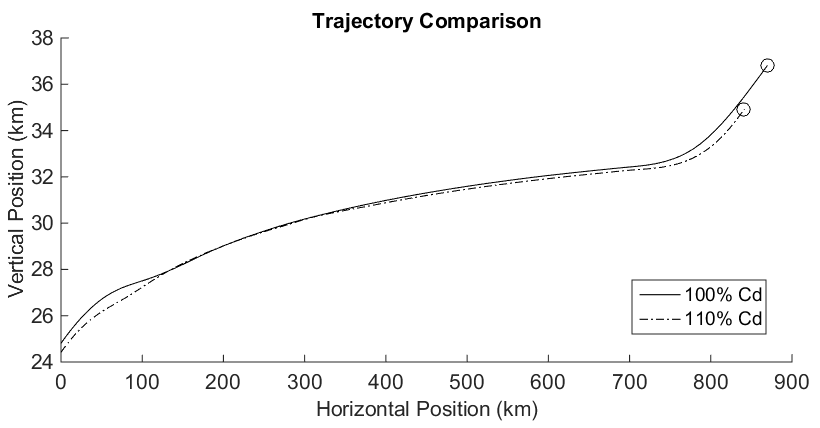 Trajectory Comparison
38
36
34
32
30
28
26
24
Vertical Position (km)
0 100 200 300 400 500 600 700 800 900
Horizontal Position (km)
100% Cd
110% Cd